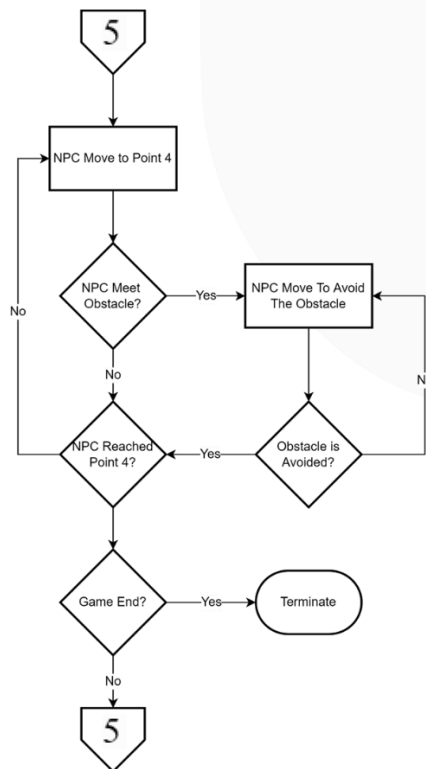 5
NPC Move to Point 4
NPC Meet
Obstacle?
Yes
NPC Move To Avoid
The Obstacle
No
No
N
NPC Reached
Point 4?
Yes
Obstacle is
Avoided?
Game End?
Yes
Terminate
No
5